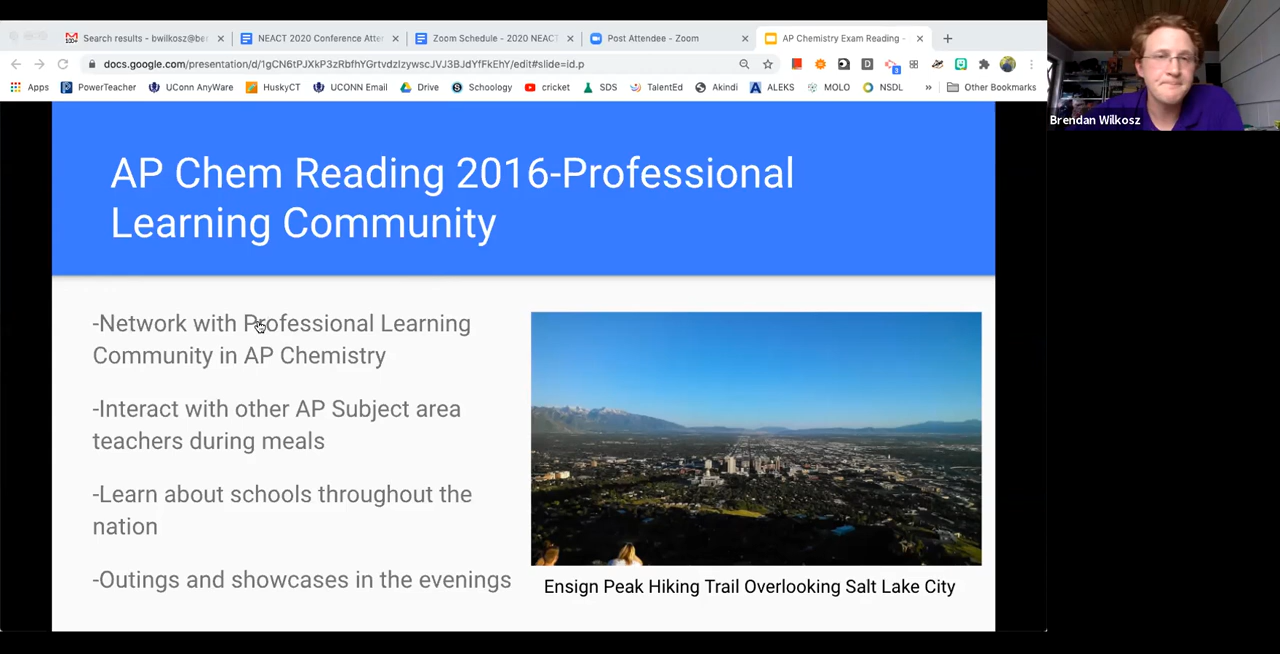 Search results - bwilkosz@be
NEACT 2020 Conference Atter
Zoom Schedule - 2020 NEACT
Post Attendee - Zoom
AP Chemistry Exam Reading -
docs.google.com/presentation/d/1gCN6tPJXkP3zRbfhYGrtvdzIzywscJVJ3BJdYfFkEhY/edit#slide=id.p
Apps
PowerTeacher
UConn AnyWare
HuskyCT
UCONN Email
Drive
Schoology
cricket
SDS
TalentEd
Akindi
ALEKS
MOLO
NSDL
»
Other Bookmarks
Brendan Wilkosz
AP Chem Reading 2016-Professional
Learning Community
-Network with Professional Learning
Community in AP Chemistry
-Interact with other AP Subject area
teachers during meals
-Learn about schools throughout the
nation
-Outings and showcases in the evenings
Ensign Peak Hiking Trail Overlooking Salt Lake City